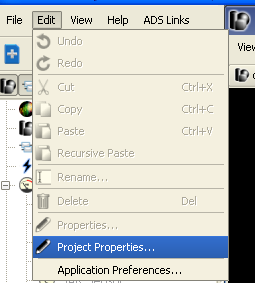 File Edit View Help ADS Links
Undo
Redo
Cut Ctrl+X
Copy Ctrl+C
Paste Ctrl+V
Recursive Paste
Rename...
Delete Del
Properties...
Project Properties...
Application Preferences...